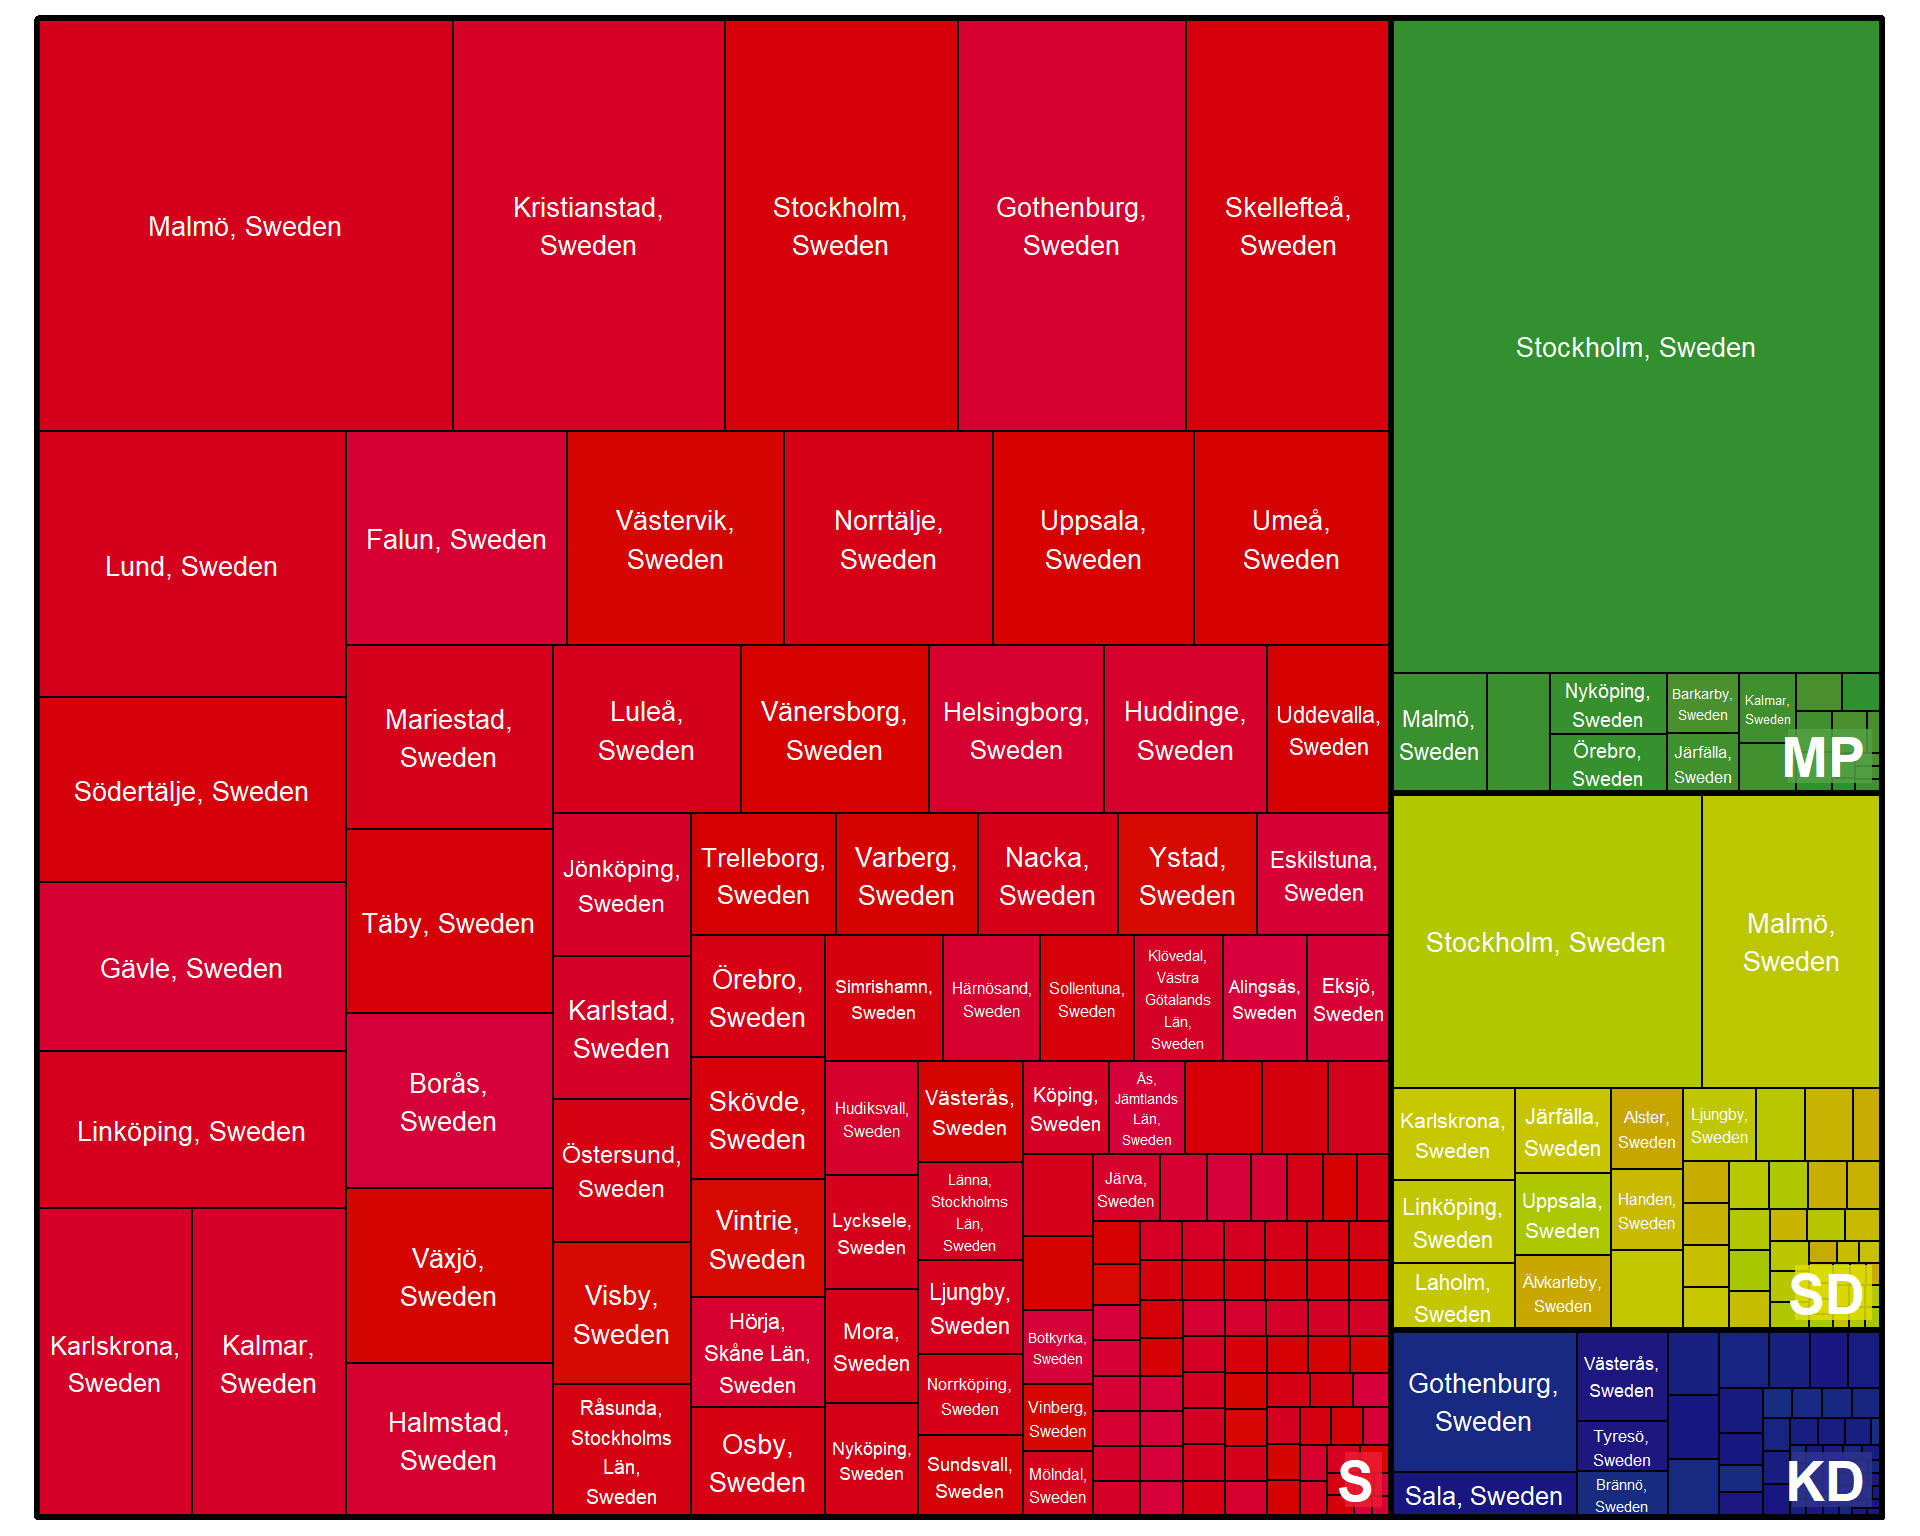 Malmö, Sweden
Kristianstad,
Sweden
Stockholm,
Sweden
Gothenburg,
Sweden
Skellefteå,
Sweden
Lund, Sweden
Falun, Sweden
Västervik,
Sweden
Norrtälje,
Sweden
Uppsala,
Sweden
Umeå,
Sweden
Södertälje, Sweden
Mariestad,
Sweden
Luleå,
Sweden
Vänersborg,
Sweden
Helsingborg,
Sweden
Huddinge,
Sweden
Uddevalla,
Sweden
Gävle, Sweden
Täby, Sweden
Jönköping,
Sweden
Trelleborg,
Sweden
Varberg,
Sweden
Nacka,
Sweden
Ystad,
Sweden
Eskilstuna,
Sweden
Linköping, Sweden
Borås,
Sweden
Karlstad,
Sweden
Örebro,
Sweden
Simrishamn,
Sweden
Härnösand,
Sweden
Sollentuna,
Sweden
Klövedal,
Västra
Götalands
Län,
Sweden
Alingsås,
Sweden
Eksjö,
Sweden
Karlskrona,
Sweden
Kalmar,
Sweden
Växjö,
Sweden
Halmstad,
Sweden
Östersund,
Sweden
Visby,
Sweden
Råsunda,
Stockholms
Län,
Sweden
Skövde,
Sweden
Vintrie,
Sweden
Hörja,
Skåne Län,
Sweden
Osby,
Sweden
Hudiksvall,
Sweden
Lycksele,
Sweden
Mora,
Sweden
Nyköping,
Sweden
Västerås,
Sweden
Länna,
Stockholms
Län,
Sweden
Ljungby,
Sweden
Norrköping,
Sweden
Sundsvall,
Sweden
Köping,
Sweden
Ås,
Jämtlands
Län,
Sweden
Järva,
Sweden
Botkyrka,
Sweden
Vinberg,
Sweden
Mölndal,
Sweden
S
Stockholm, Sweden
Malmö,
Sweden
Nyköping,
Sweden
Örebro,
Sweden
Barkarby,
Sweden
Järfälla,
Sweden
Kalmar,
Sweden
MP
Stockholm, Sweden
Malmö,
Sweden
Karlskrona,
Sweden
Linköping,
Sweden
Laholm,
Sweden
Järfälla,
Sweden
Uppsala,
Sweden
Älvkarleby,
Sweden
Alster,
Sweden
Handen,
Sweden
Ljungby,
Sweden
SD
Gothenburg,
Sweden
Sala, Sweden
Västerås,
Sweden
Tyresö,
Sweden
Brännö,
Sweden
KD